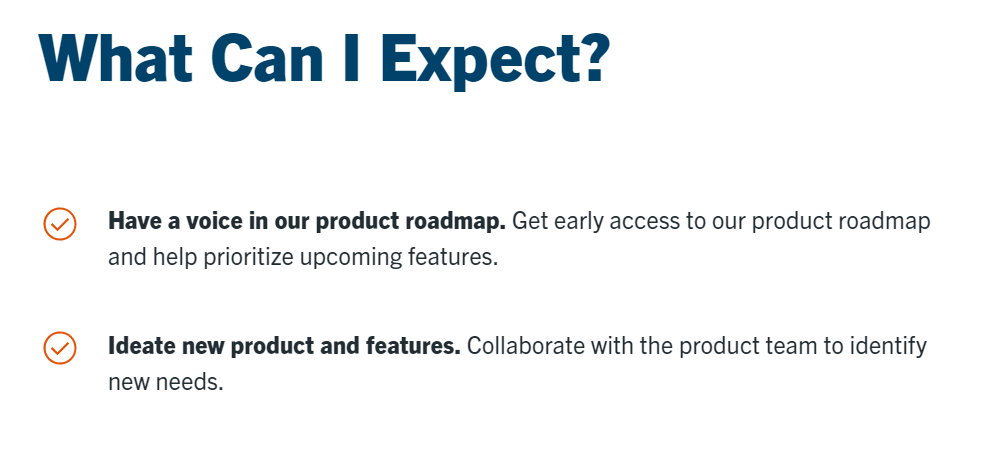 What Can I Expect?
Have a voice in our product roadmap. Get early access to our product roadmap
and help prioritize upcoming features.
Ideate new product and features. Collaborate with the product team to identify
new needs.